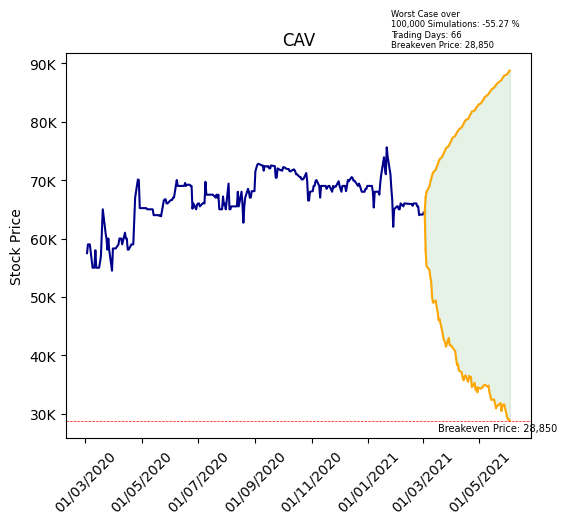 Worst Case over
100,000 Simulations: -55.27 %
Trading Days: 66
Breakeven Price: 28,850
CAV
90K
80K
70K
60K
50K
40K
30K
Stock Price
Breakeven Price: 28,850
01/03/2020
01/05/2020
01/07/2020
01/09/2020
01/11/2020
01/01/2021
01/03/2021
01/05/2021